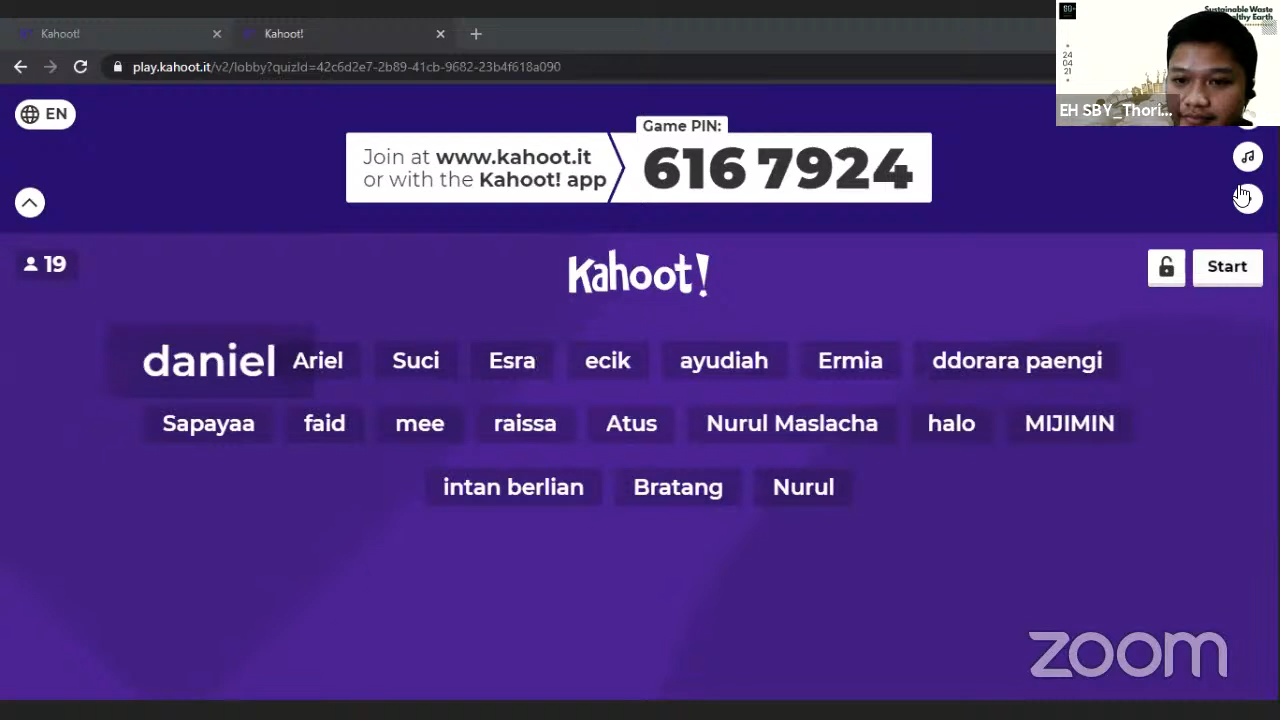 Kahoot!
Kahoot!
play.kahoot.it/v2/lobby?quizId=42c6d2e7-2b89-41cb-9682-23b4f618a090
Sustainable Waste
24
04
21
EH SBY_Thori...
EN
Join at www.kahoot.it
or with the Kahoot! app
Game PIN:
616 7924
19
Kahoot!
Start
daniel Ariel Suci Esra ecik ayudiah Ermia ddorara paengi
Sapayaa faid mee raissa Atus Nurul Maslacha halo MIJIMIN
intan berlian Bratang Nurul
zoom